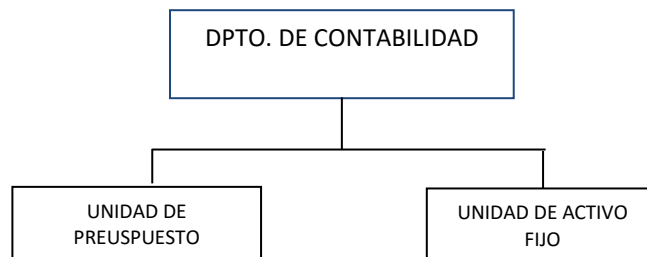 DPTO. DE CONTABILIDAD
UNIDAD DE
PREUSPUESTO
UNIDAD DE ACTIVO
FIJO